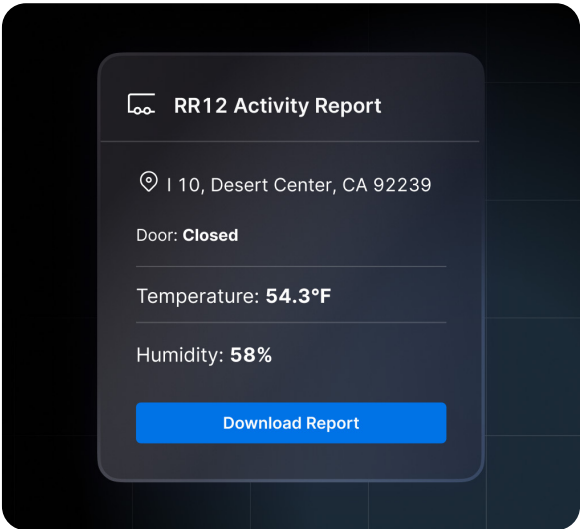 RR12 Activity Report
I 10, Desert Center, CA 92239
Door: Closed
Temperature: 54.3°F
Humidity: 58%
Download Report